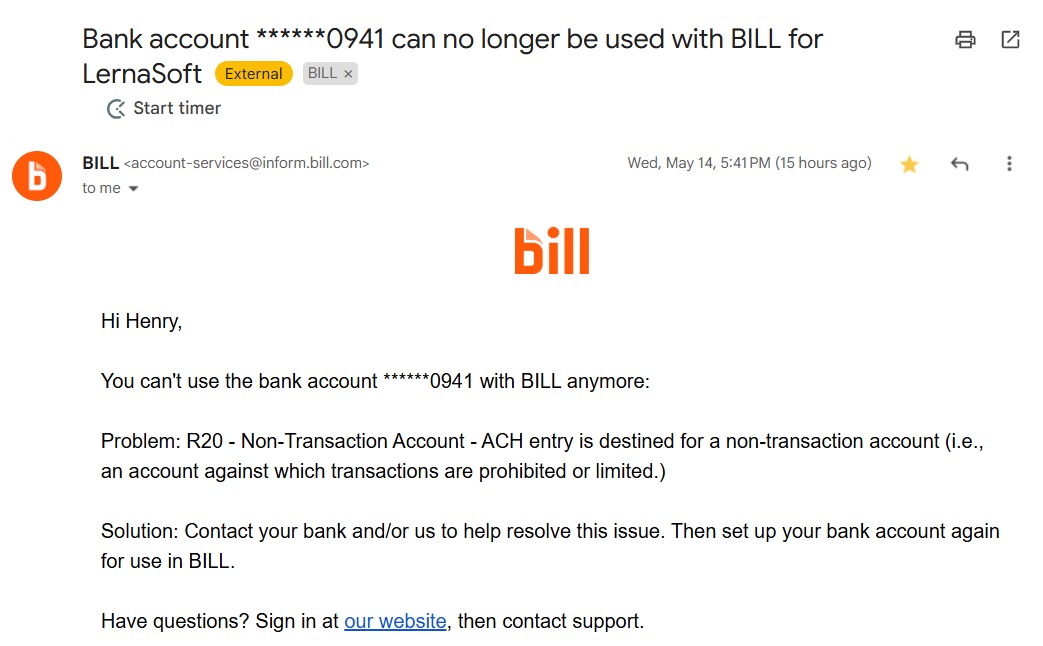 Bank account ******0941 can no longer be used with BILL for
LernaSoft External BILL ×
Start timer
BILL <account-services@inform.bill.com> Wed, May 14, 5:41 PM (15 hours ago)
to me
b
bill
Hi Henry,
You can't use the bank account ******0941 with BILL anymore:
Problem: R20 - Non-Transaction Account - ACH entry is destined for a non-transaction account (i.e.,
an account against which transactions are prohibited or limited.)
Solution: Contact your bank and/or us to help resolve this issue. Then set up your bank account again
for use in BILL.
Have questions? Sign in at our website, then contact support.